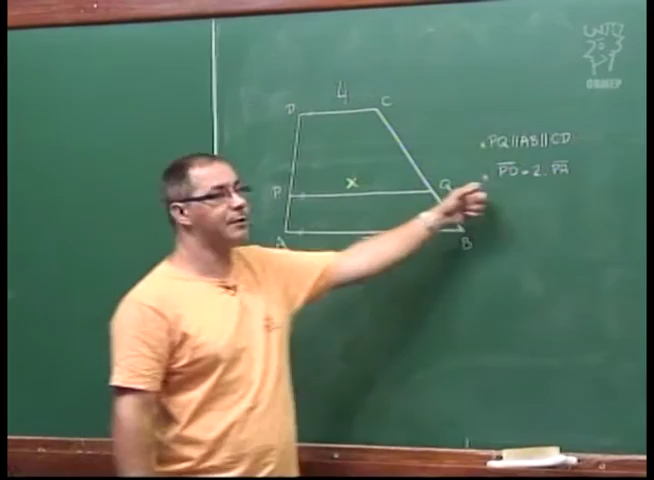 4
D C
• PQ // AB // CD
• PD = 2. PA
x
P Q
A B
OBMEP